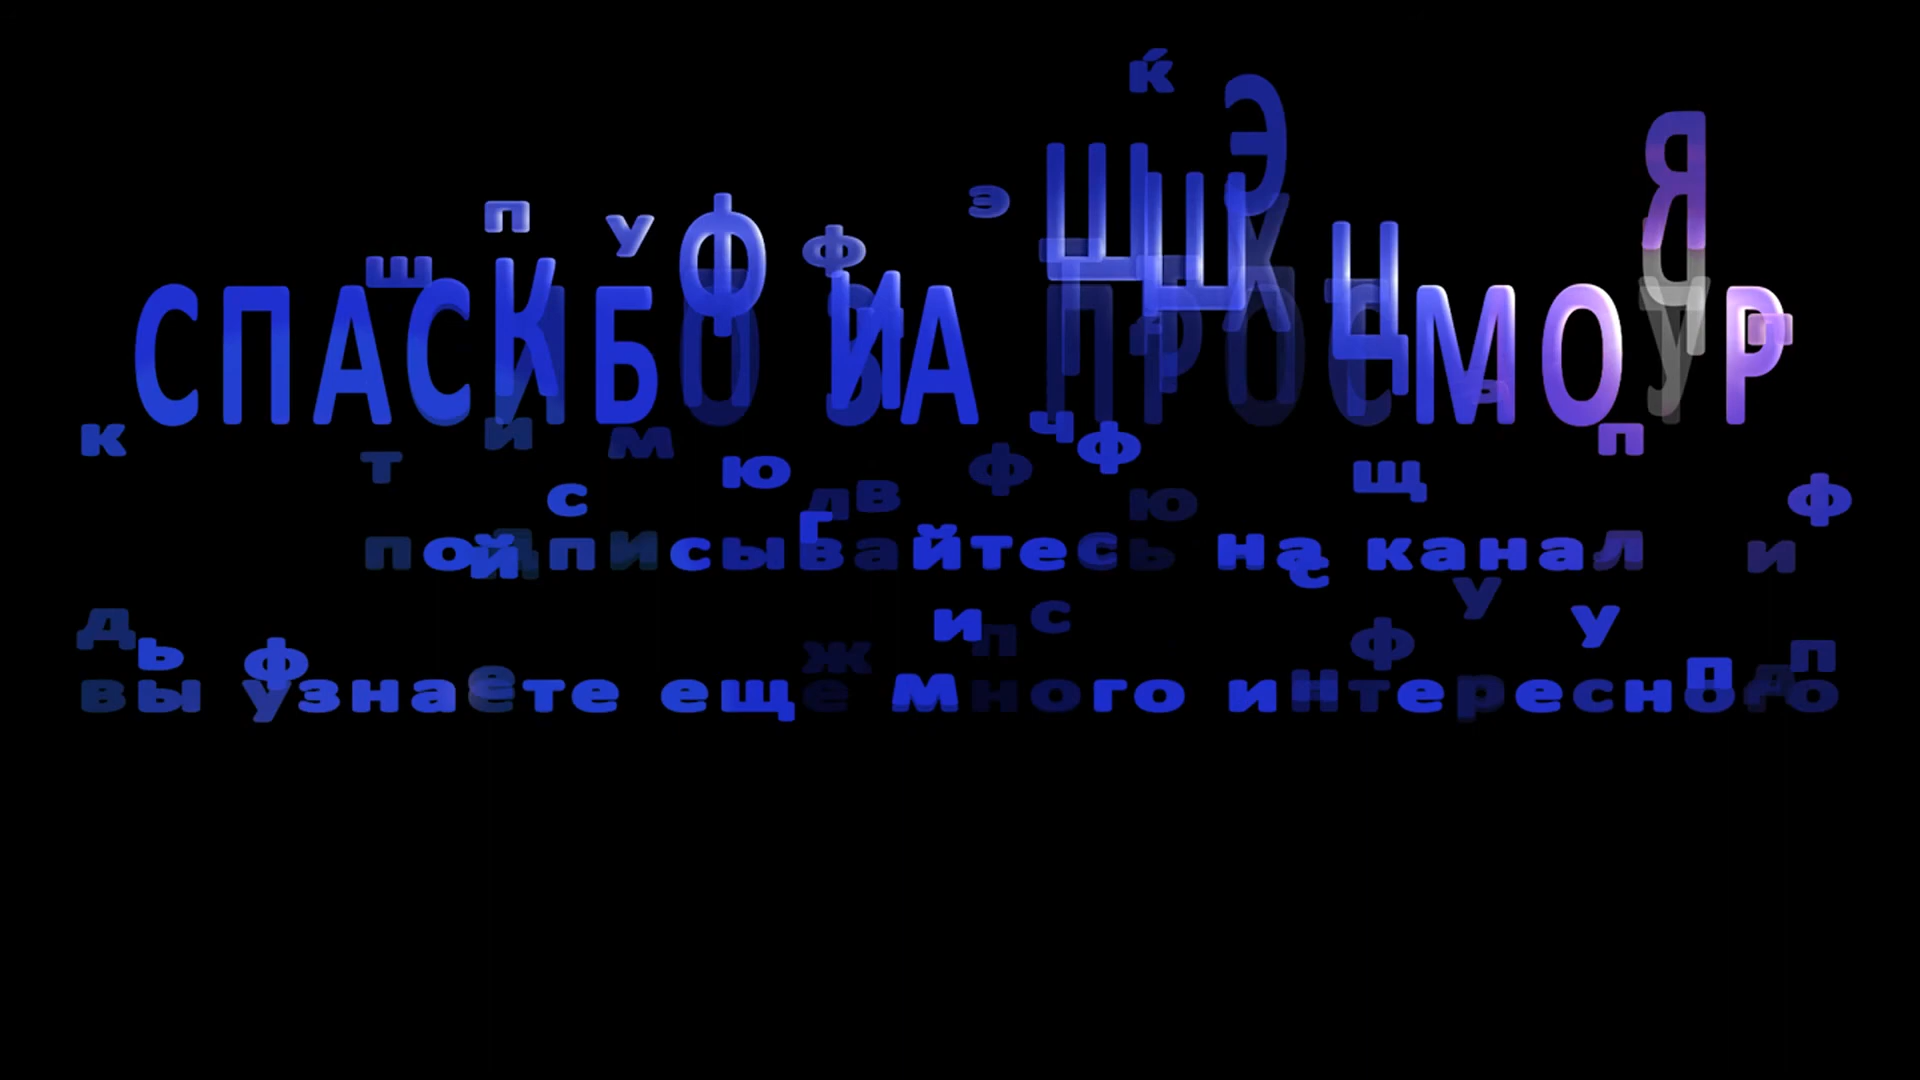 СПАСИБО ЗА ПРОСМОТР
подписывайтесь на канал и
вы узнаете еще много интересного